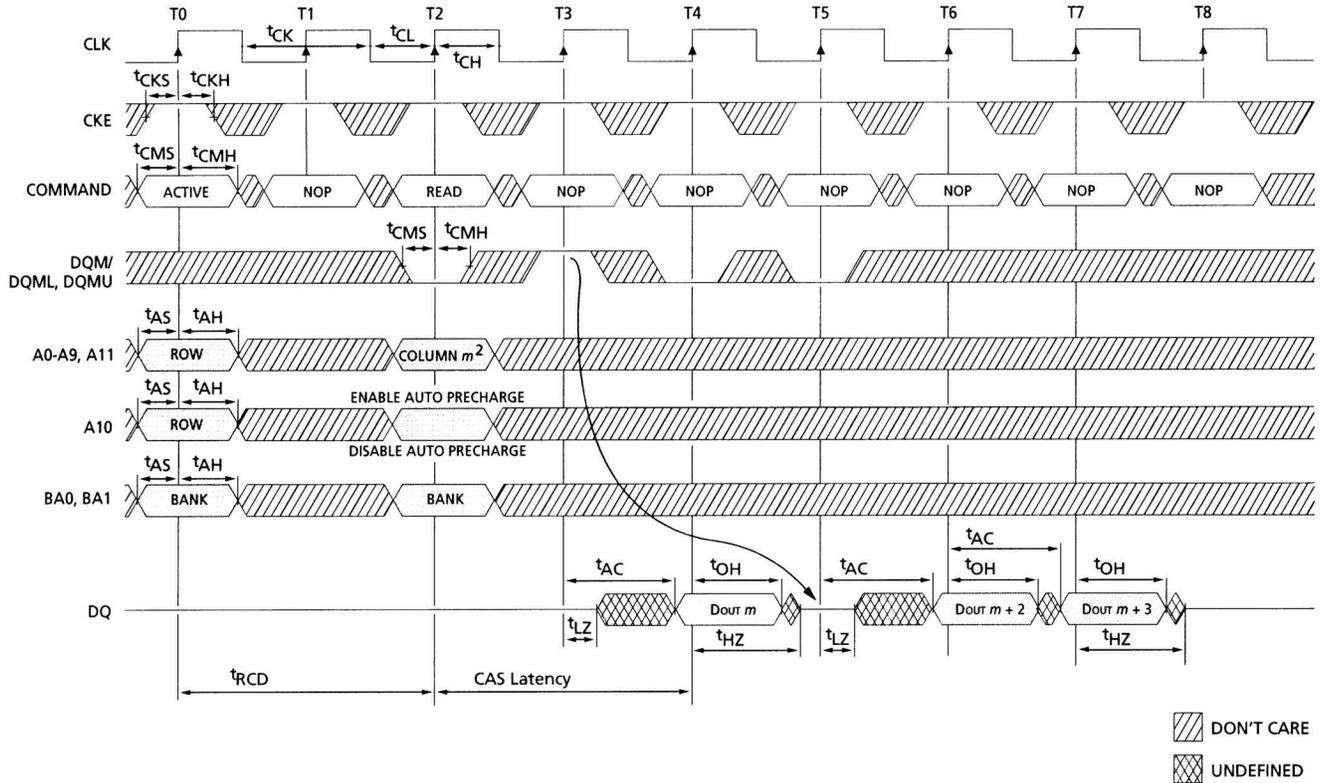 T0 T1 T2 T3 T4 T5 T6 T7 T8
CLK
tCK tCL
tCH
tCKS tCKH
CKE
tCMS tCMH
COMMAND ACTIVE NOP READ NOP NOP NOP NOP NOP NOP
tCMS tCMH
DQM/
DQML, DQMU
tAS tAH
A0-A9, A11 ROW COLUMN m2
tAS tAH ENABLE AUTO PRECHARGE
A10 ROW
DISABLE AUTO PRECHARGE
tAS tAH
BA0, BA1 BANK BANK
tAC
tAC tOH tAC tOH tOH
DQ DOUT m DOUT m + 2 DOUT m + 3
tLZ tHZ tLZ tHZ
tRCD CAS Latency
DON'T CARE
UNDEFINED